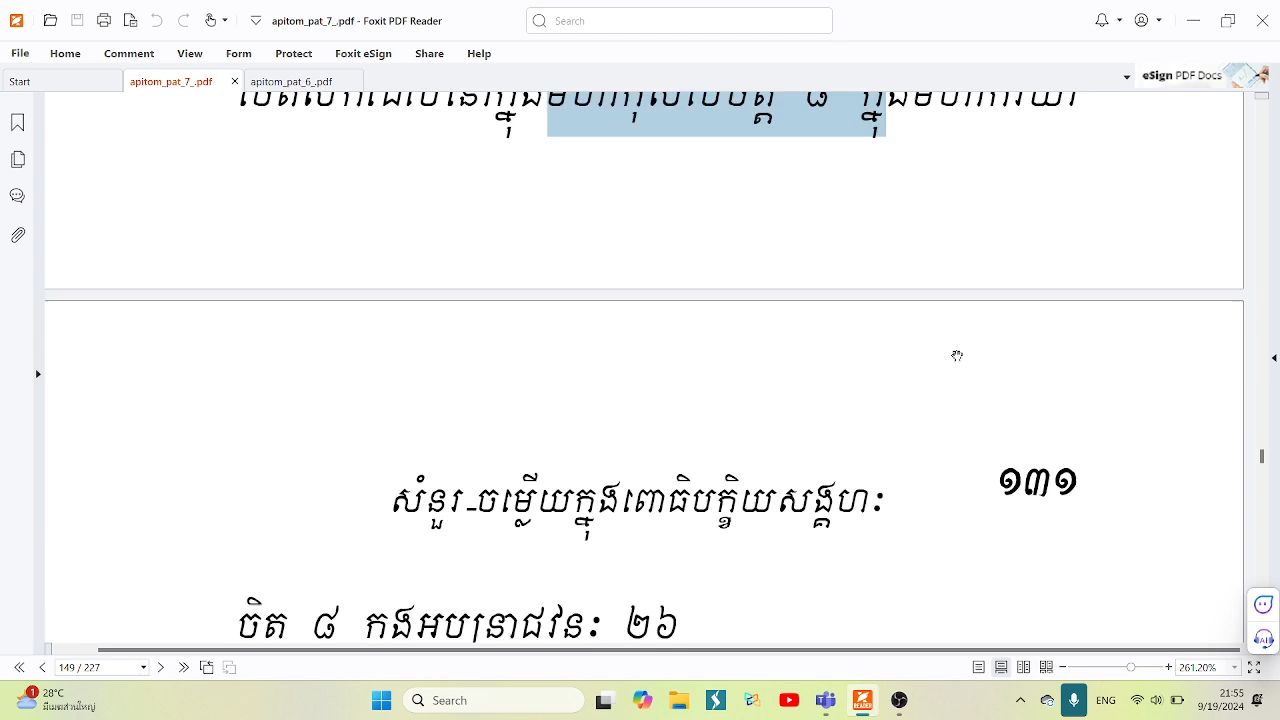 apitom_pat_7_.pdf - Foxit PDF Reader
Search
File Home Comment View Form Protect Foxit eSign Share Help
Start apitom_pat_7_.pdf apitom_pat_6_.pdf eSign PDF Docs
៨
សំនួរ-ចម្លើយក្នុងពោធិបក្ខិយសង្គហៈ ១៣១
ចិត ៨ កងអប្បនាជវនៈ ២៦
149 / 227 261.20%
1 28°C Search ENG 21:55
9/19/2024